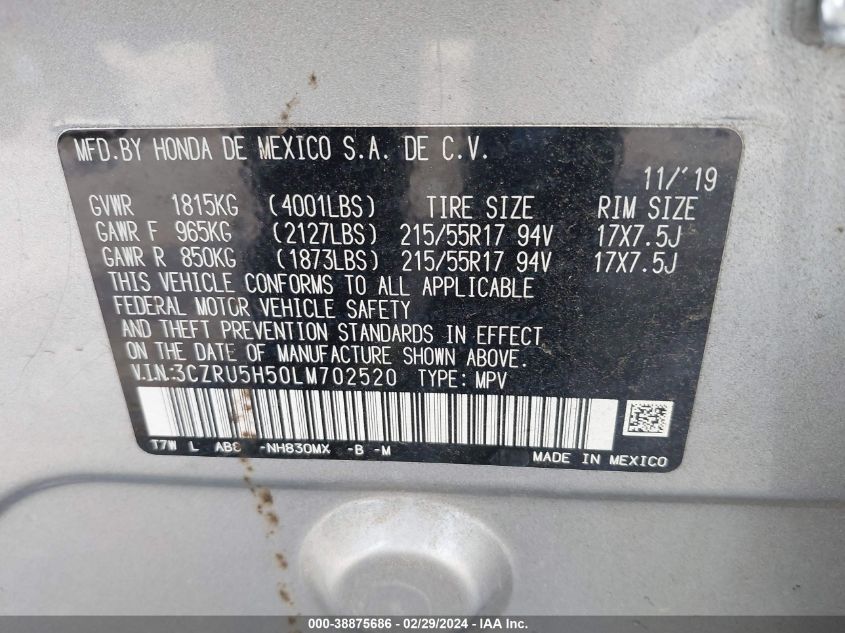 MFD.BY HONDA DE MEXICO S.A. DE C.V.
11/'19
GVWR 1815KG (4001LBS) TIRE SIZE RIM SIZE
GAWR F 965KG (2127LBS) 215/55R17 94V 17X7.5J
GAWR R 850KG (1873LBS) 215/55R17 94V 17X7.5J
THIS VEHICLE CONFORMS TO ALL APPLICABLE
FEDERAL MOTOR VEHICLE SAFETY
AND THEFT PREVENTION STANDARDS IN EFFECT
ON THE DATE OF MANUFACTURE SHOWN ABOVE.
V.I.N.:3CZRU5H50LM702520 TYPE: MPV
T7W L -NH830MX -B -M
MADE IN MEXICO
000-38875686 / 02/29/2024 - IAA Inc.